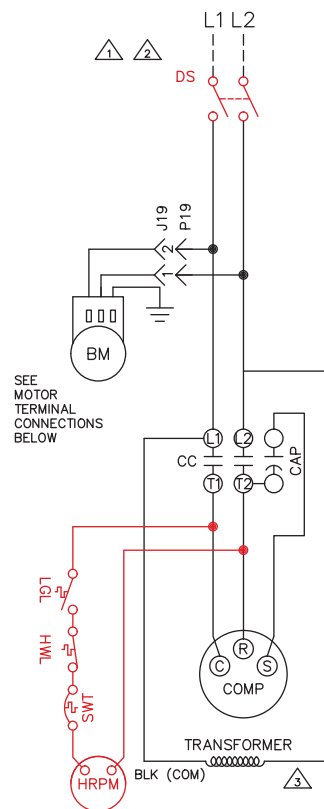 L1 L2
1 2
DS
J19 P19
2
1
BM
SEE
MOTOR
TERMINAL
CONNECTIONS
BELOW
L1 L2
CC
CAP
T1 T2
LGL
HWL
SWT
R
C S
COMP
TRANSFORMER
BLK (COM)
3
HRPM